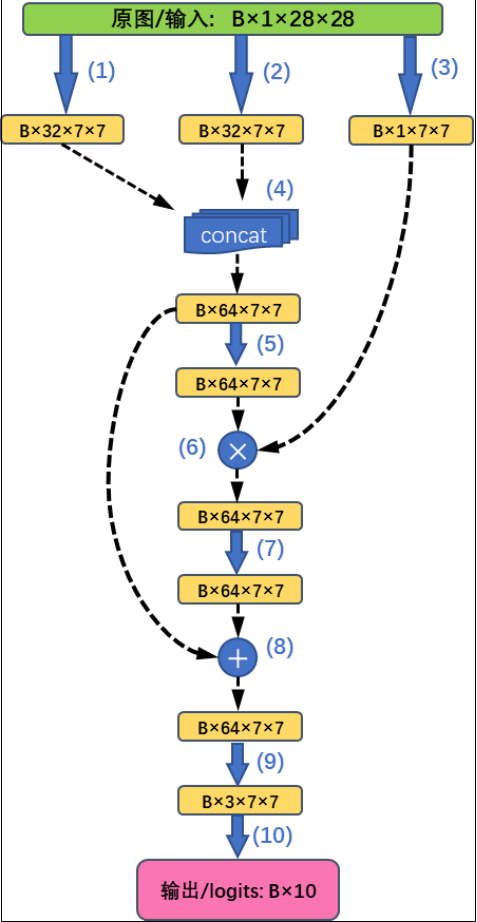 原图/输入: B×1×28×28
(1)
(2)
(3)
B×32×7×7
B×32×7×7
B×1×7×7
(4)
concat
B×64×7×7
(5)
B×64×7×7
(6)
×
B×64×7×7
(7)
B×64×7×7
(8)
+
B×64×7×7
(9)
B×3×7×7
(10)
输出/logits: B×10